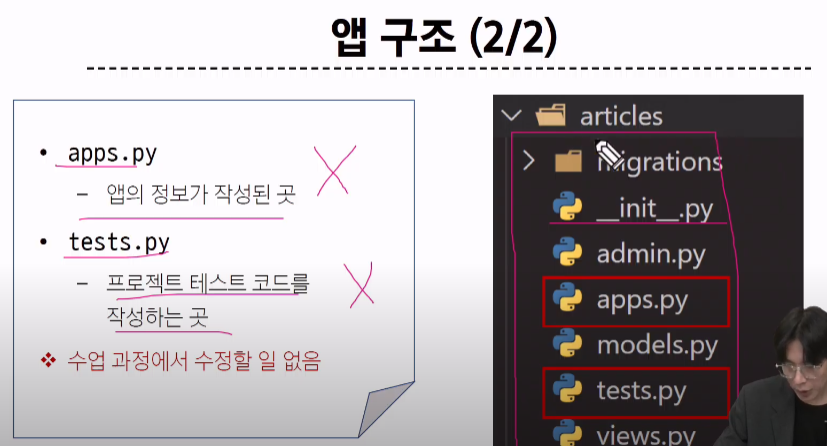 앱 구조 (2/2)
• apps.py
– 앱의 정보가 작성된 곳
• tests.py
– 프로젝트 테스트 코드를
작성하는 곳
❖ 수업 과정에서 수정할 일 없음
articles
migrations
__init__.py
admin.py
apps.py
models.py
tests.py
views.py